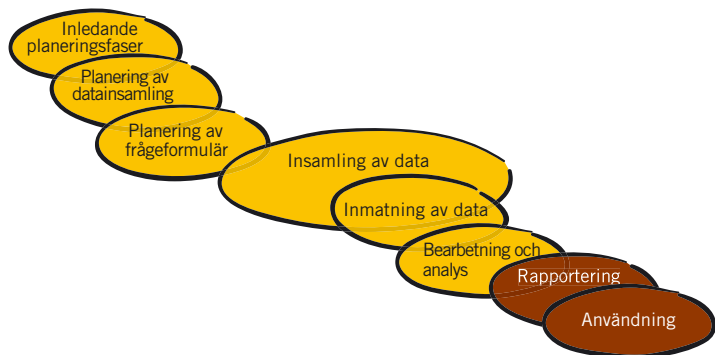 Inledande
planeringsfaser
Planering av
datainsamling
Planering av
frågeformulär
Insamling av data
Inmatning av data
Bearbetning och
analys
Rapportering
Användning